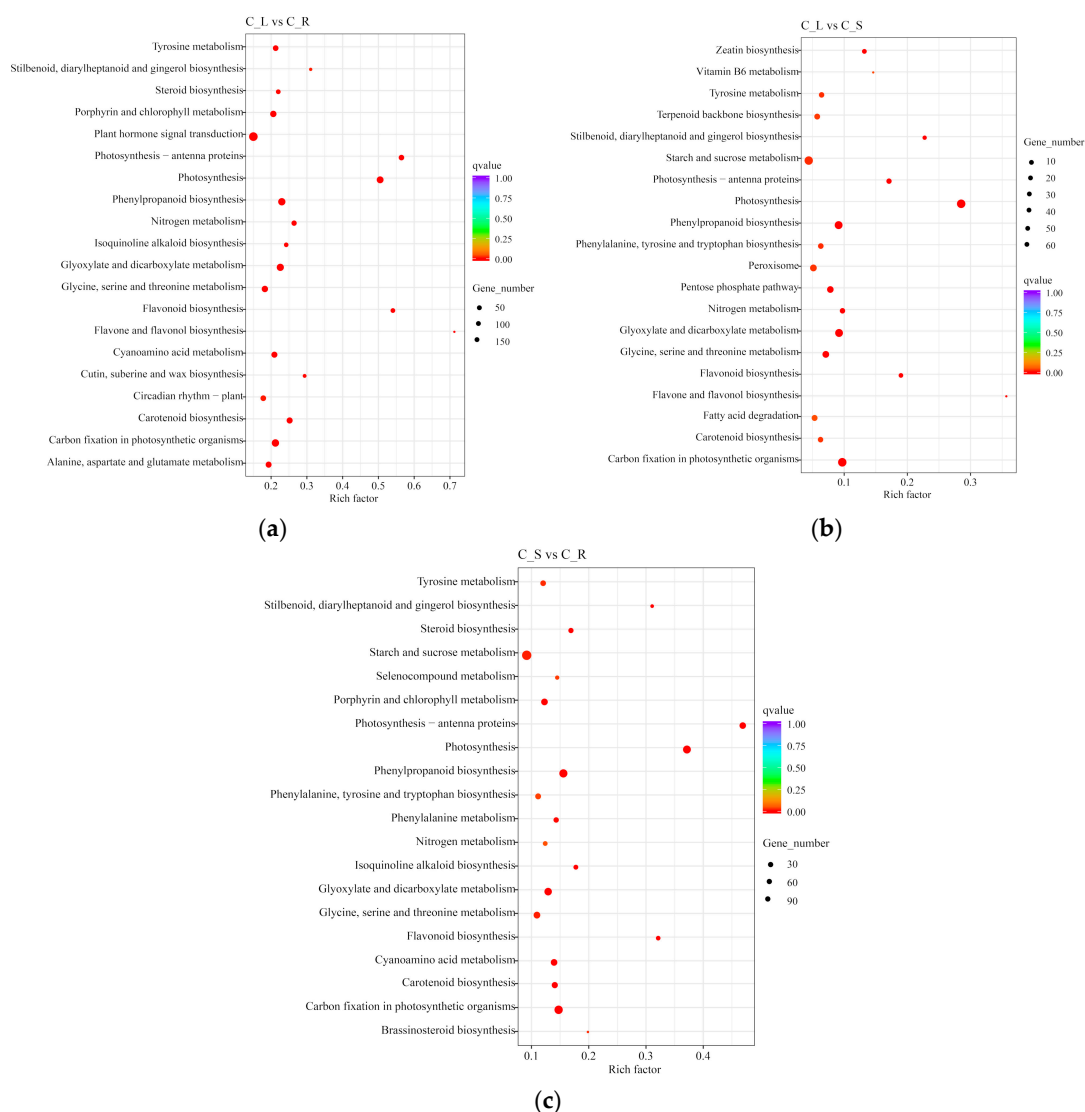 C_L vs C_R
Tyrosine metabolism
Stilbenoid, diarylheptanoid and gingerol biosynthesis
Steroid biosynthesis
Porphyrin and chlorophyll metabolism
Plant hormone signal transduction
Photosynthesis − antenna proteins
Photosynthesis
Phenylpropanoid biosynthesis
Nitrogen metabolism
Isoquinoline alkaloid biosynthesis
Glyoxylate and dicarboxylate metabolism
Glycine, serine and threonine metabolism
Flavonoid biosynthesis
Flavone and flavonol biosynthesis
Cyanoamino acid metabolism
Cutin, suberine and wax biosynthesis
Circadian rhythm − plant
Carotenoid biosynthesis
Carbon fixation in photosynthetic organisms
Alanine, aspartate and glutamate metabolism
0.2 0.3 0.4 0.5 0.6 0.7
Rich factor
qvalue
1.00
0.75
0.50
0.25
0.00
Gene_number
50
100
150
(a)
C_L vs C_S
Zeatin biosynthesis
Vitamin B6 metabolism
Tyrosine metabolism
Terpenoid backbone biosynthesis
Stilbenoid, diarylheptanoid and gingerol biosynthesis
Starch and sucrose metabolism
Photosynthesis − antenna proteins
Photosynthesis
Phenylpropanoid biosynthesis
Phenylalanine, tyrosine and tryptophan biosynthesis
Peroxisome
Pentose phosphate pathway
Nitrogen metabolism
Glyoxylate and dicarboxylate metabolism
Glycine, serine and threonine metabolism
Flavonoid biosynthesis
Flavone and flavonol biosynthesis
Fatty acid degradation
Carotenoid biosynthesis
Carbon fixation in photosynthetic organisms
0.1 0.2 0.3
Rich factor
Gene_number
10
20
30
40
50
60
qvalue
1.00
0.75
0.50
0.25
0.00
(b)
C_S vs C_R
Tyrosine metabolism
Stilbenoid, diarylheptanoid and gingerol biosynthesis
Steroid biosynthesis
Starch and sucrose metabolism
Selenocompound metabolism
Porphyrin and chlorophyll metabolism
Photosynthesis − antenna proteins
Photosynthesis
Phenylpropanoid biosynthesis
Phenylalanine, tyrosine and tryptophan biosynthesis
Phenylalanine metabolism
Nitrogen metabolism
Isoquinoline alkaloid biosynthesis
Glyoxylate and dicarboxylate metabolism
Glycine, serine and threonine metabolism
Flavonoid biosynthesis
Cyanoamino acid metabolism
Carotenoid biosynthesis
Carbon fixation in photosynthetic organisms
Brassinosteroid biosynthesis
0.1 0.2 0.3 0.4
Rich factor
qvalue
1.00
0.75
0.50
0.25
0.00
Gene_number
30
60
90
(c)